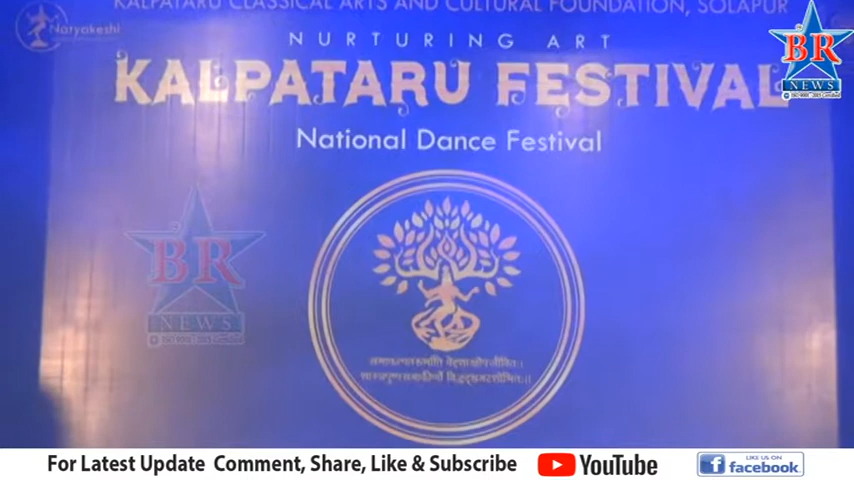 KALPATARU CLASSICAL ARTS AND CULTURAL FOUNDATION, SOLAPUR
Naryakeshi
NURTURING ART
KALPATARU FESTIVAL
National Dance Festival
BR
NEWS
BR
NEWS
For Latest Update Comment, Share, Like & Subscribe
YouTube
LIKE US ON
facebook